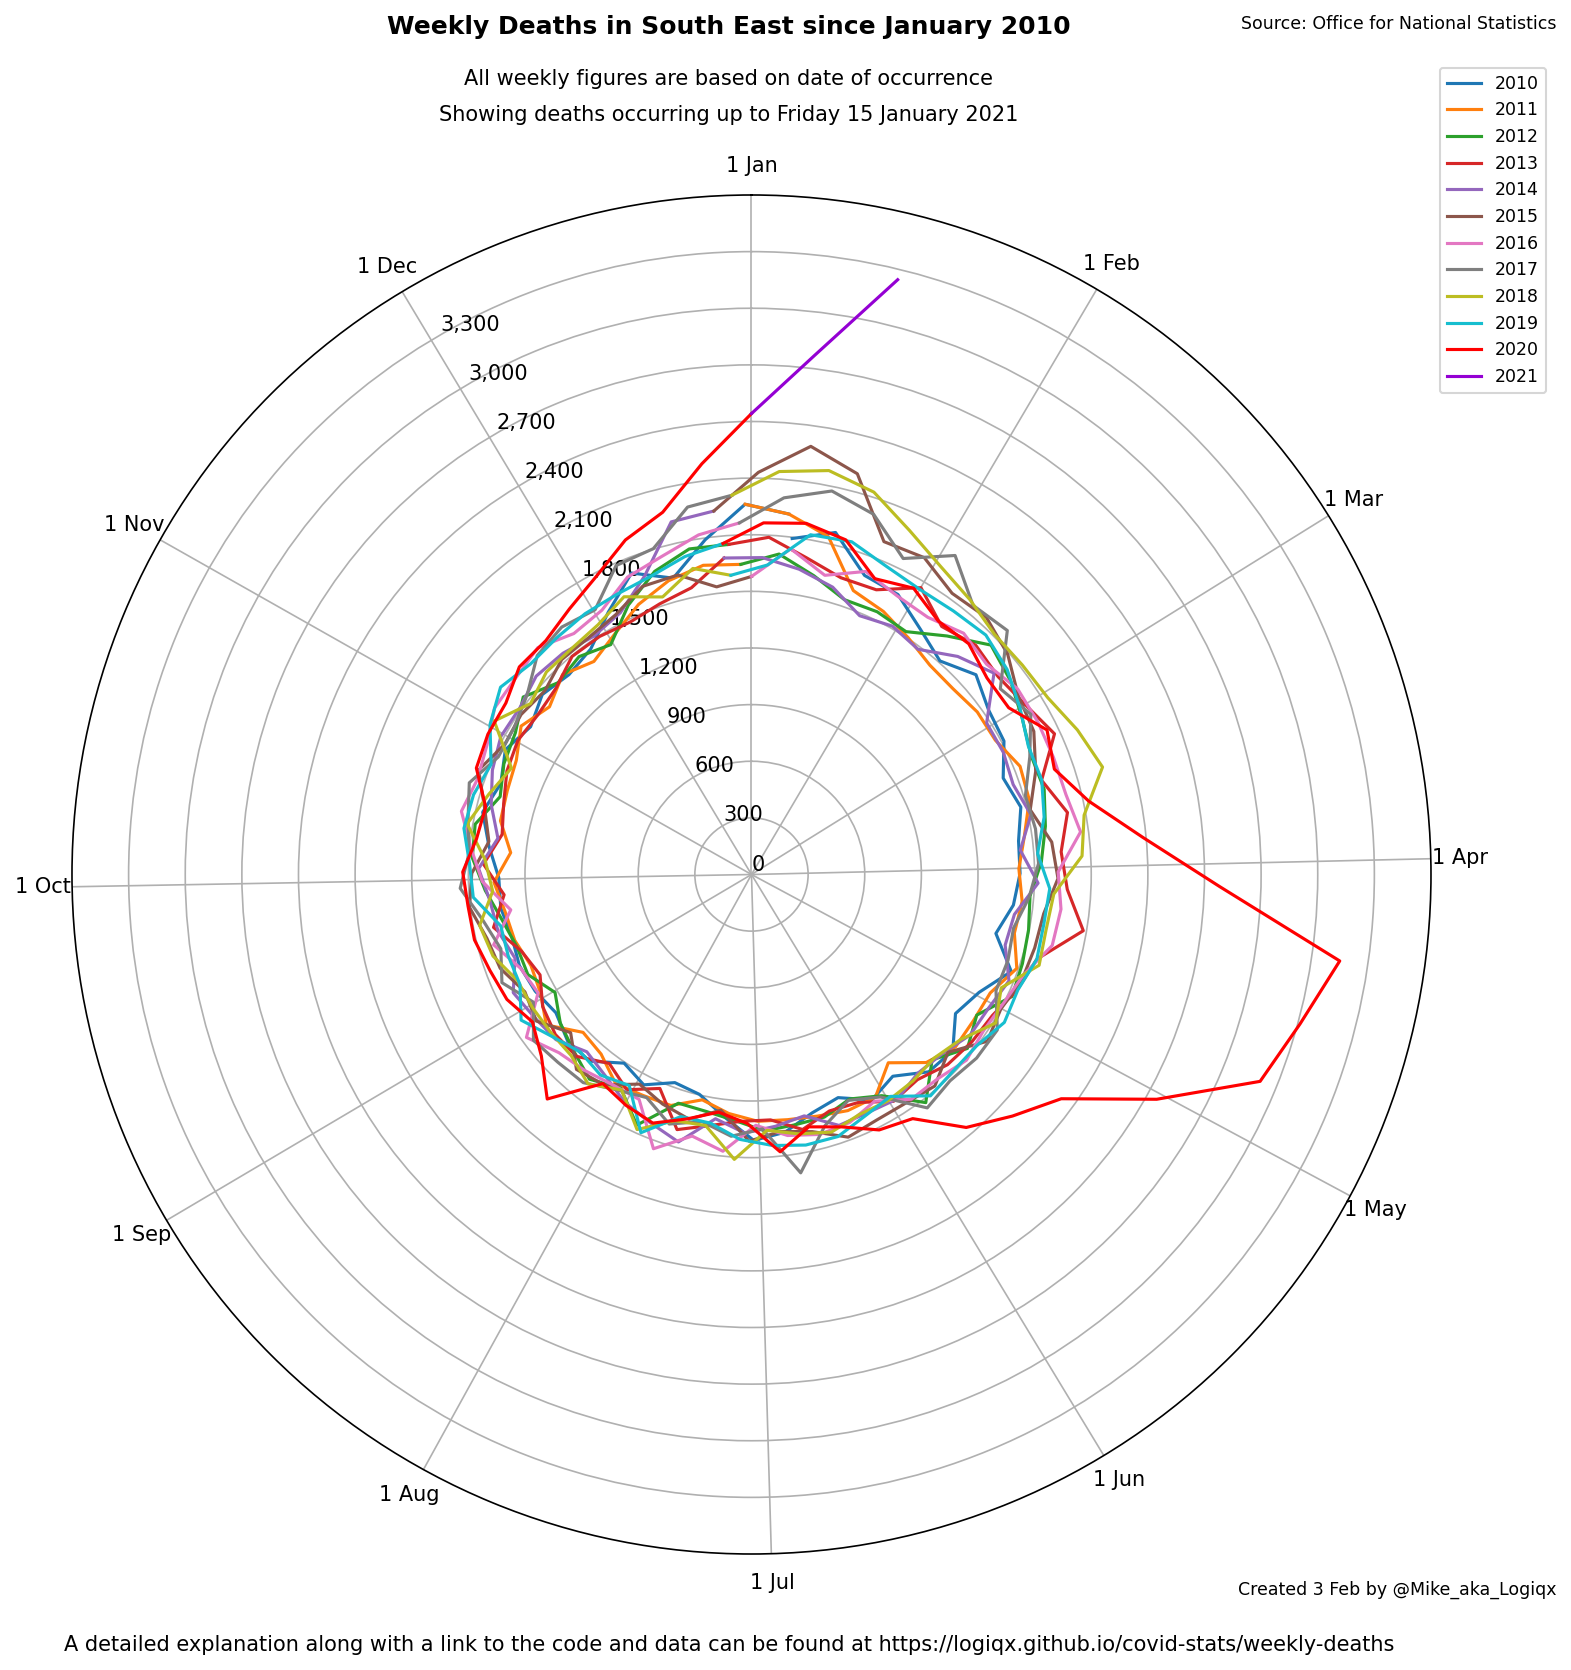 Weekly Deaths in South East since January 2010
Source: Office for National Statistics
All weekly figures are based on date of occurrence
Showing deaths occurring up to Friday 15 January 2021
2010
2011
2012
2013
2014
2015
2016
2017
2018
2019
2020
2021
1 Jan
1 Feb
1 Mar
1 Apr
1 May
1 Jun
1 Jul
1 Aug
1 Sep
1 Oct
1 Nov
1 Dec
3,300
3,000
2,700
2,400
2,100
1,800
1,500
1,200
900
600
300
0
Created 3 Feb by @Mike_aka_Logiqx
A detailed explanation along with a link to the code and data can be found at https://logiqx.github.io/covid-stats/weekly-deaths